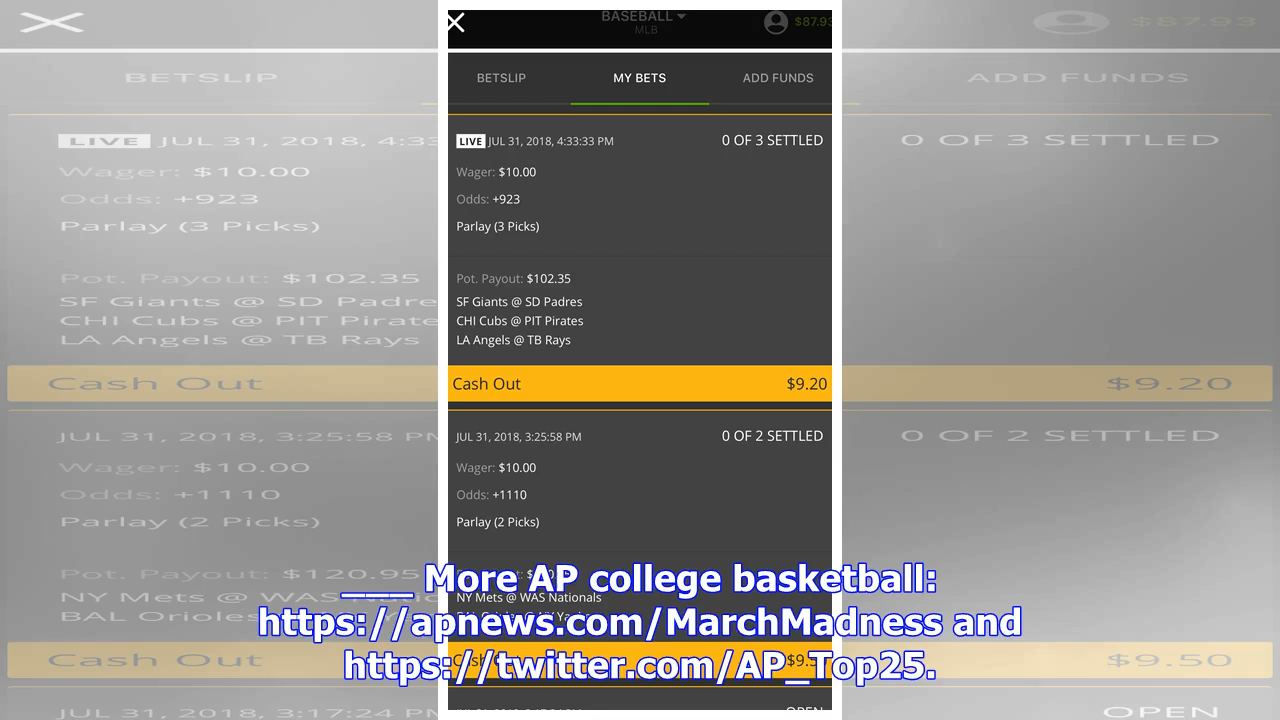 BASEBALL
MLB
$87.93
BETSLIP
MY BETS
ADD FUNDS
LIVE JUL 31, 2018, 4:33:33 PM
0 OF 3 SETTLED
Wager: $10.00
Odds: +923
Parlay (3 Picks)
Pot. Payout: $102.35
SF Giants @ SD Padres
CHI Cubs @ PIT Pirates
LA Angels @ TB Rays
Cash Out $9.20
JUL 31, 2018, 3:25:58 PM
0 OF 2 SETTLED
Wager: $10.00
Odds: +1110
Parlay (2 Picks)
Pot. Payout: $120.95
NY Mets @ WAS Nationals
BAL Orioles
Cash Out $9.50
JUL 31, 2018, 3:17:24 PM
OPEN
____ More AP college basketball:
https://apnews.com/MarchMadness and
https://twitter.com/AP_Top25.